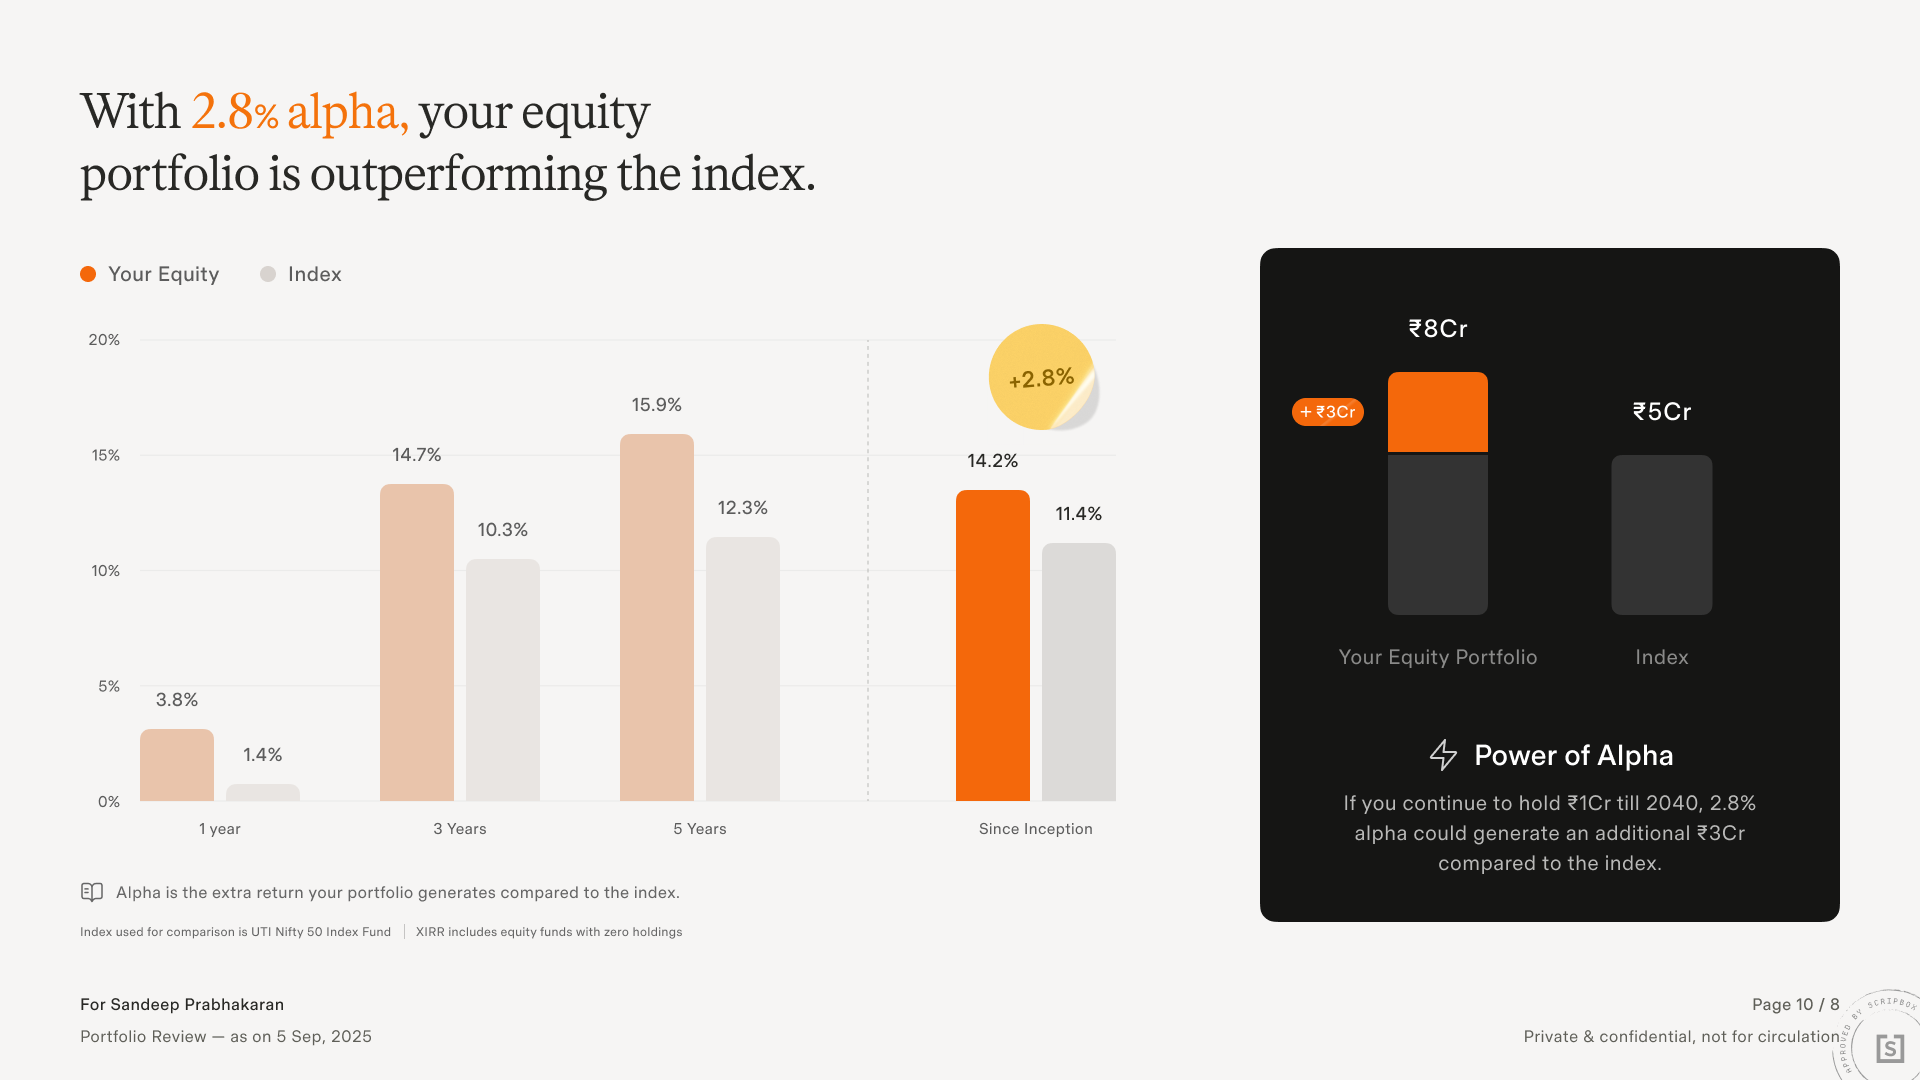 With 2.8% alpha, your equity
portfolio is outperforming the index.
Your Equity
Index
20%
15%
10%
5%
0%
3.8%
1.4%
1 year
14.7%
10.3%
3 Years
15.9%
12.3%
5 Years
+2.8%
14.2%
11.4%
Since Inception
Alpha is the extra return your portfolio generates compared to the index.
Index used for comparison is UTI Nifty 50 Index Fund
XIRR includes equity funds with zero holdings
₹8Cr
+ ₹3Cr
₹5Cr
Your Equity Portfolio
Index
Power of Alpha
If you continue to hold ₹1Cr till 2040, 2.8%
alpha could generate an additional ₹3Cr
compared to the index.
For Sandeep Prabhakaran
Portfolio Review — as on 5 Sep, 2025
Page 10 / 8
Private & confidential, not for circulation
APPROVED BY SCRIPBOX
[S]